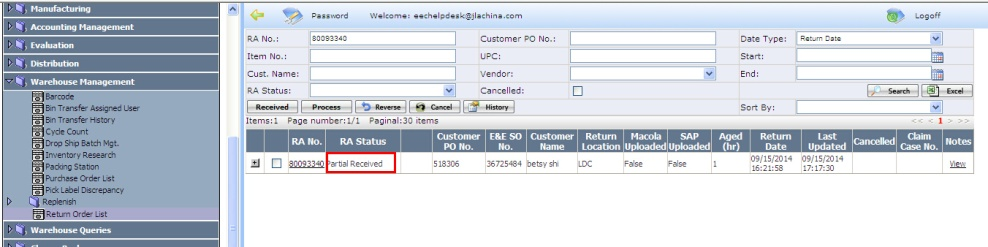 Manufacturing
Accounting Management
Evaluation
Distribution
Warehouse Management
Barcode
Bin Transfer Assigned User
Bin Transfer History
Cycle Count
Drop Ship Batch Mgt.
Inventory Research
Packing Station
Purchase Order List
Pick Label Discrepancy
Replenish
Return Order List
Warehouse Queries
Password Welcome: eechelpdesk@jlachina.com Logoff
RA No.: 80093340 Customer PO No.: Date Type: Return Date
Item No.: UPC: Start:
Cust. Name: Vendor: End:
RA Status: Cancelled: Search Excel
Received Process Reverse Cancel History Sort By:
Items:1 Page number:1/1 Paginal:30 items << < 1 > >>
RA No. RA Status Customer PO No. E&E SO No. Customer Name Return Location Macola Uploaded SAP Uploaded Aged (hr) Return Date Last Updated Cancelled Claim Case No. Notes
80093340 Partial Received 518306 36725484 betsy shi LDC False False 1 09/15/2014 16:21:58 09/15/2014 17:17:30 View